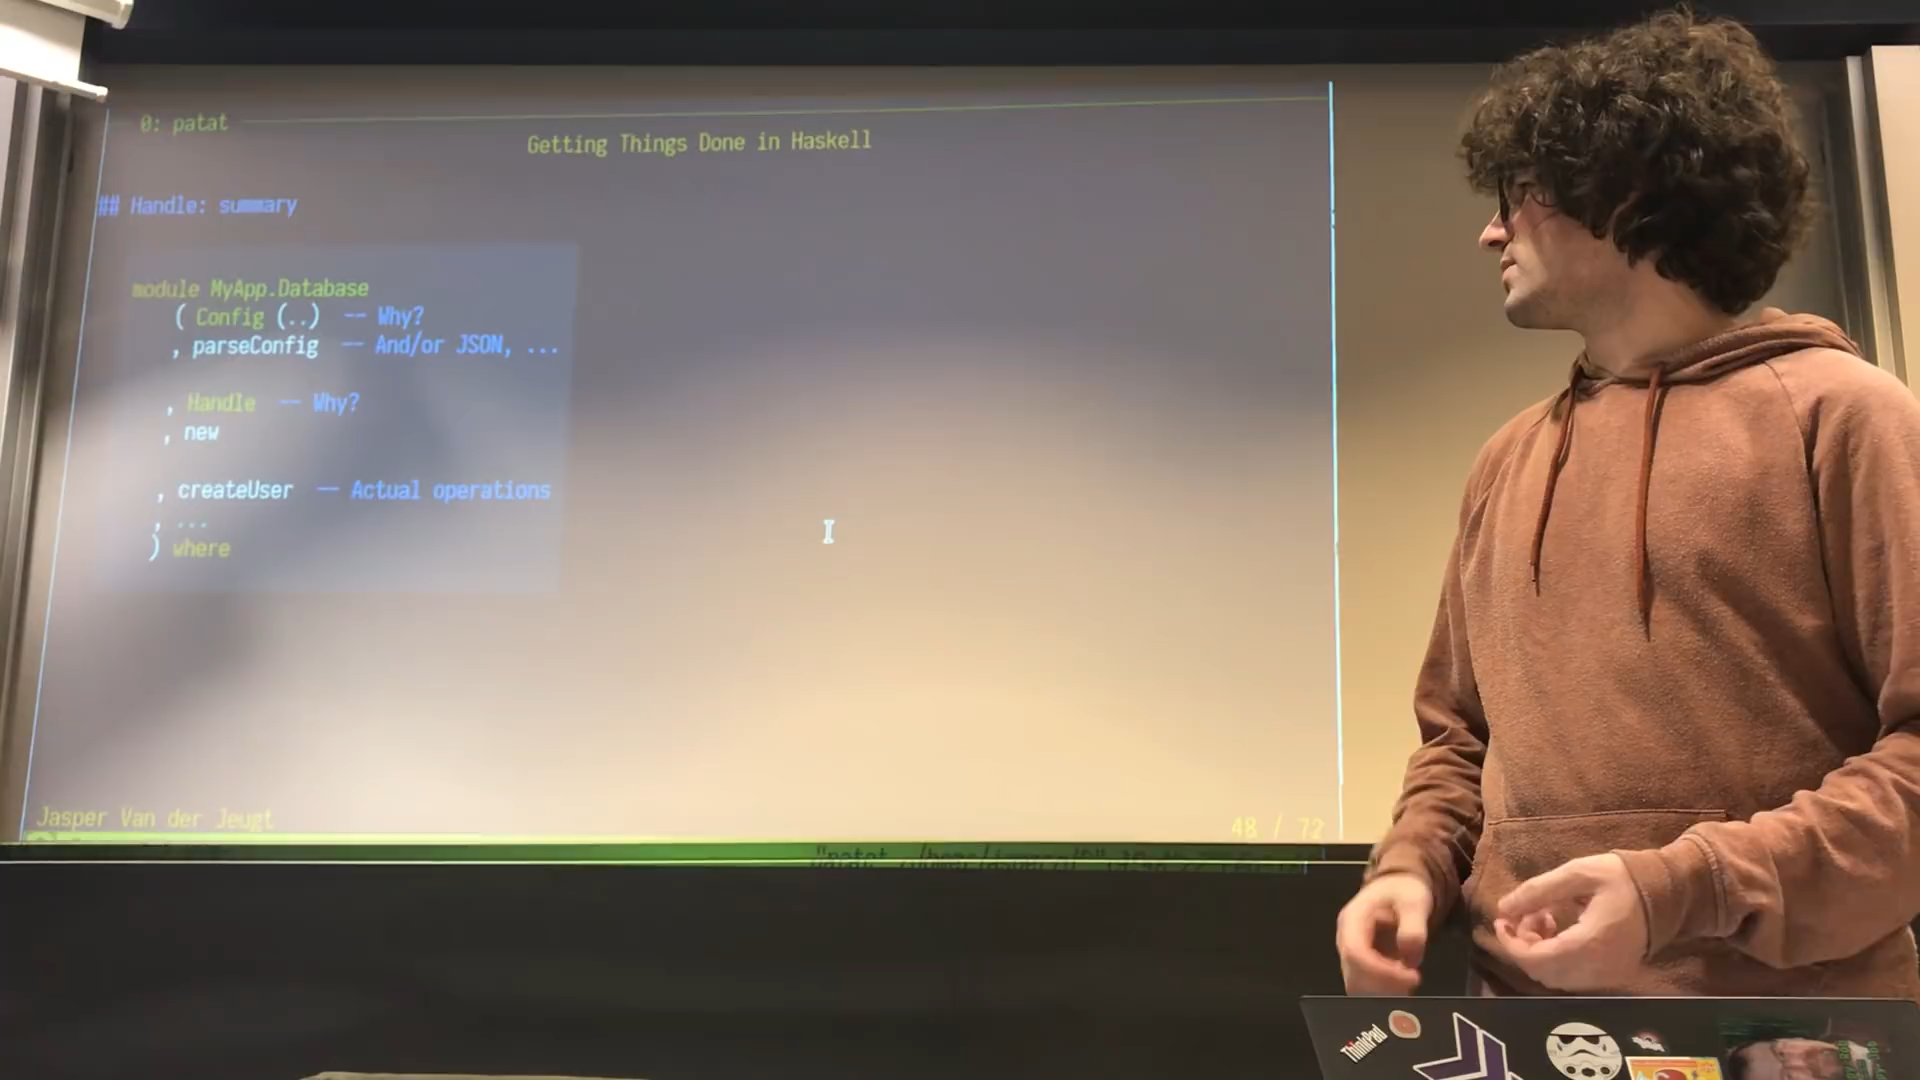 0: patat
Getting Things Done in Haskell
## Handle: summary
module MyApp.Database
( Config (..) -- Why?
, parseConfig -- And/or JSON, ...
, Handle -- Why?
, new
, createUser -- Actual operations
, ...
) where
Jasper Van der Jeugt
48 / 72
ThinkPad